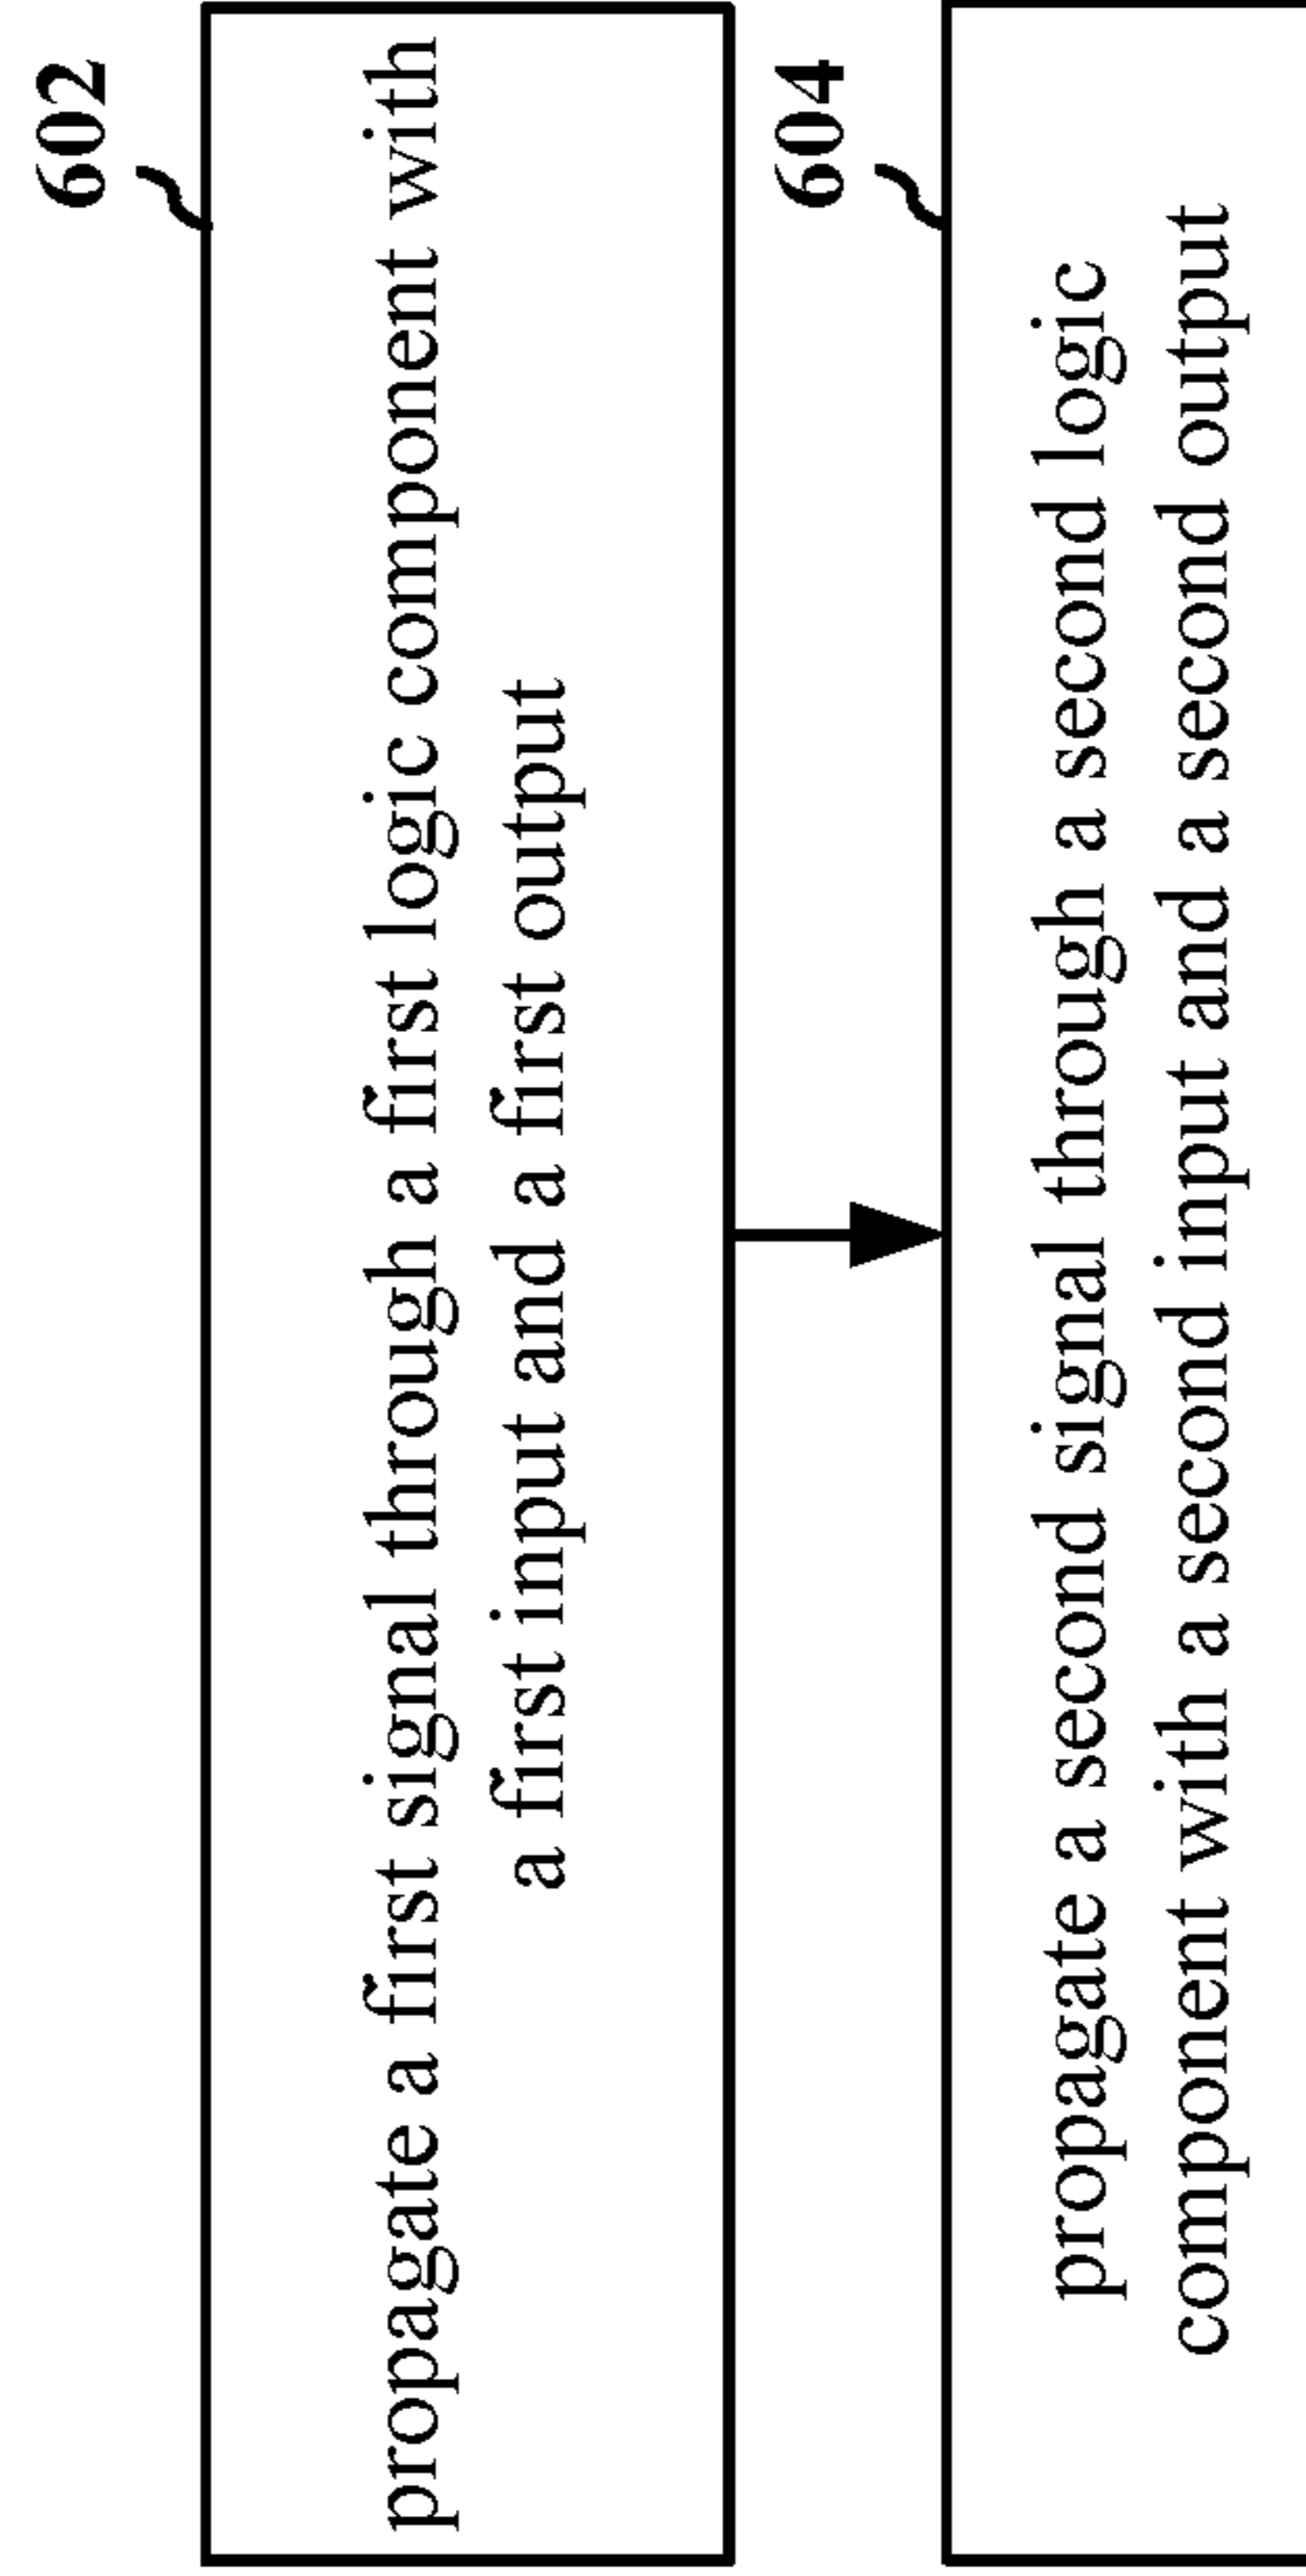 602
propagate a first signal through a first logic component with
a first input and a first output
604
propagate a second signal through a second logic
component with a second input and a second output